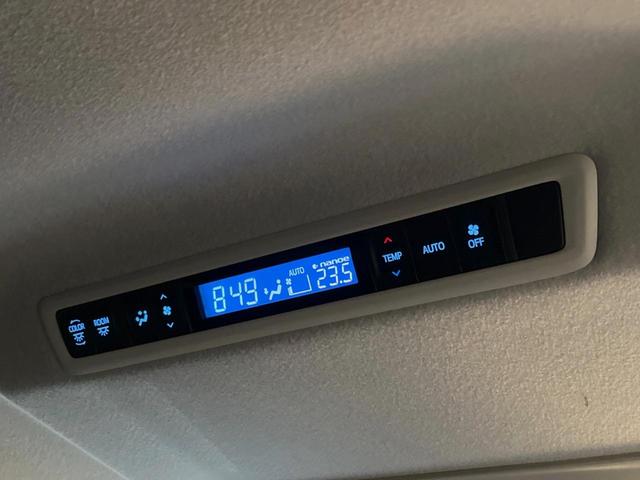 COLOR
ROOM
849
AUTO
nanoe
23.5
TEMP
AUTO
OFF